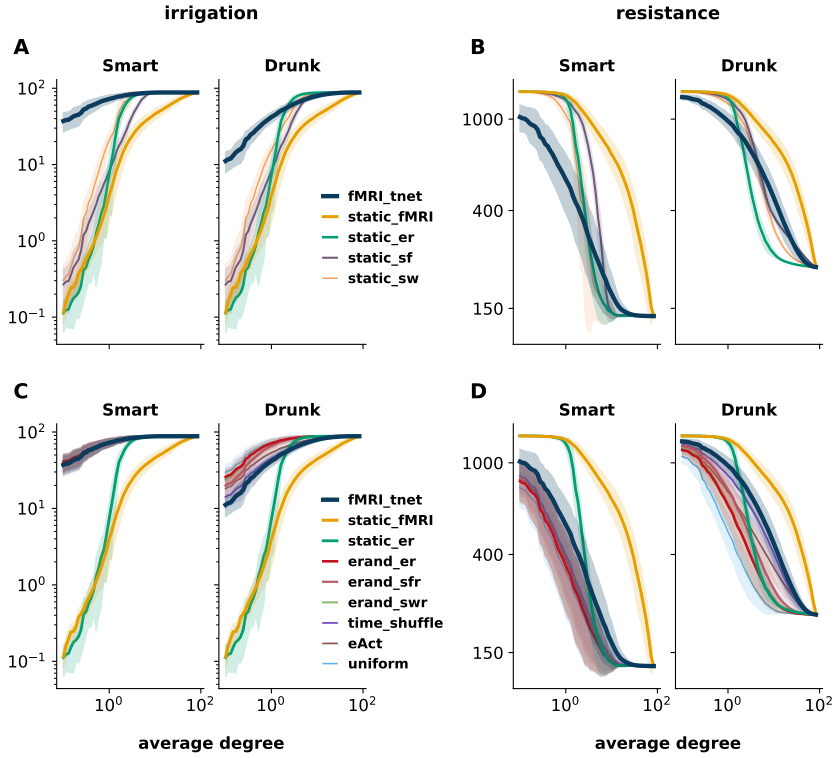 irrigation
resistance
A
B
Smart
Drunk
Smart
Drunk
10²
10¹
10⁰
10⁻¹
1000
400
150
fMRI_tnet
static_fMRI
static_er
static_sf
static_sw
C
D
Smart
Drunk
Smart
Drunk
10²
10¹
10⁰
10⁻¹
1000
400
150
fMRI_tnet
static_fMRI
static_er
erand_er
erand_sfr
erand_swr
time_shuffle
eAct
uniform
10⁰ 10² 10⁰ 10² 10⁰ 10² 10⁰ 10²
average degree
average degree